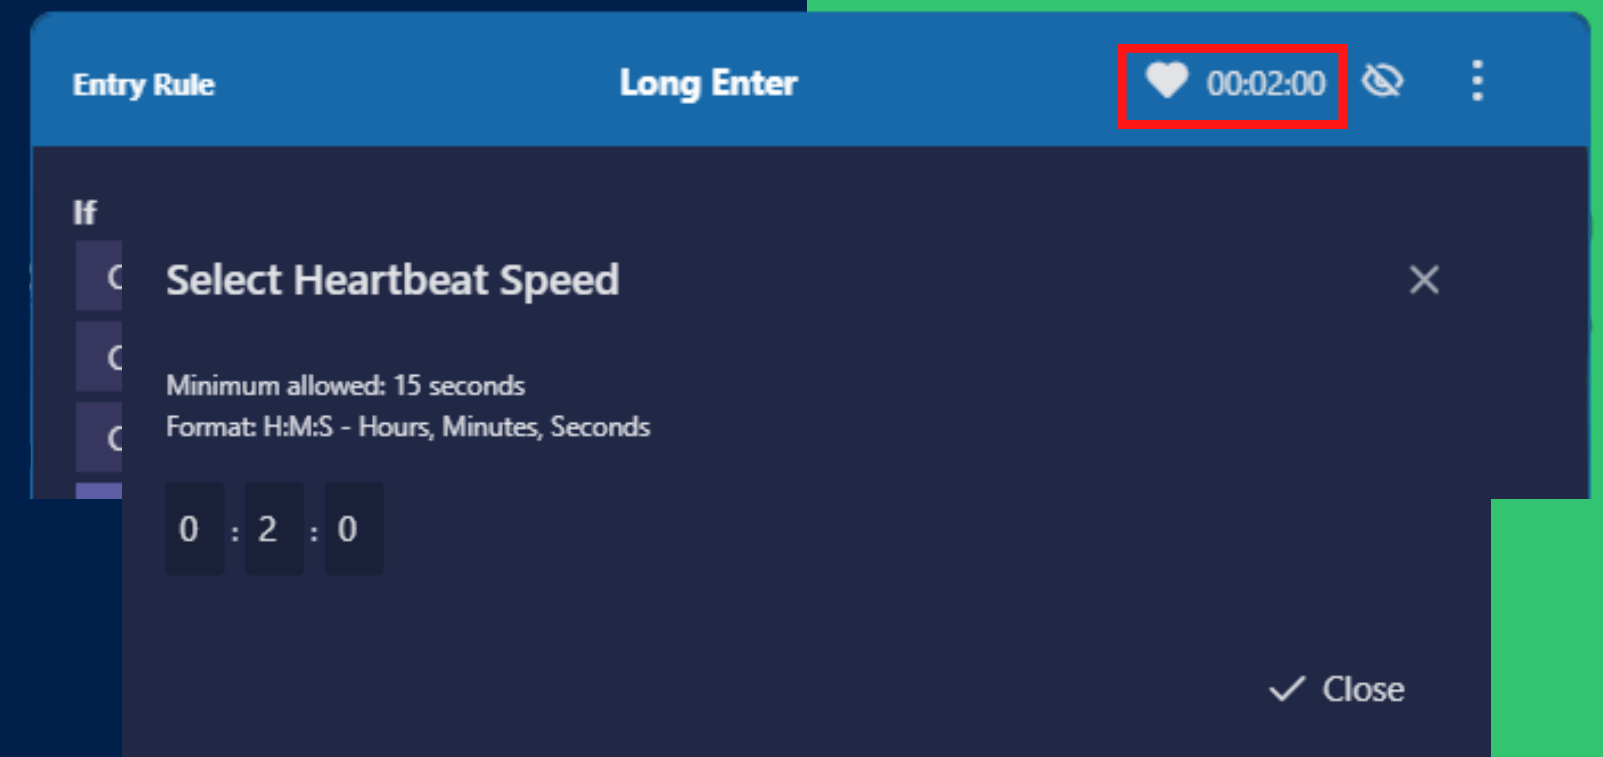 Entry Rule
Long Enter
00:02:00
If
Select Heartbeat Speed
Minimum allowed: 15 seconds
Format: H:M:S - Hours, Minutes, Seconds
0 : 2 : 0
Close